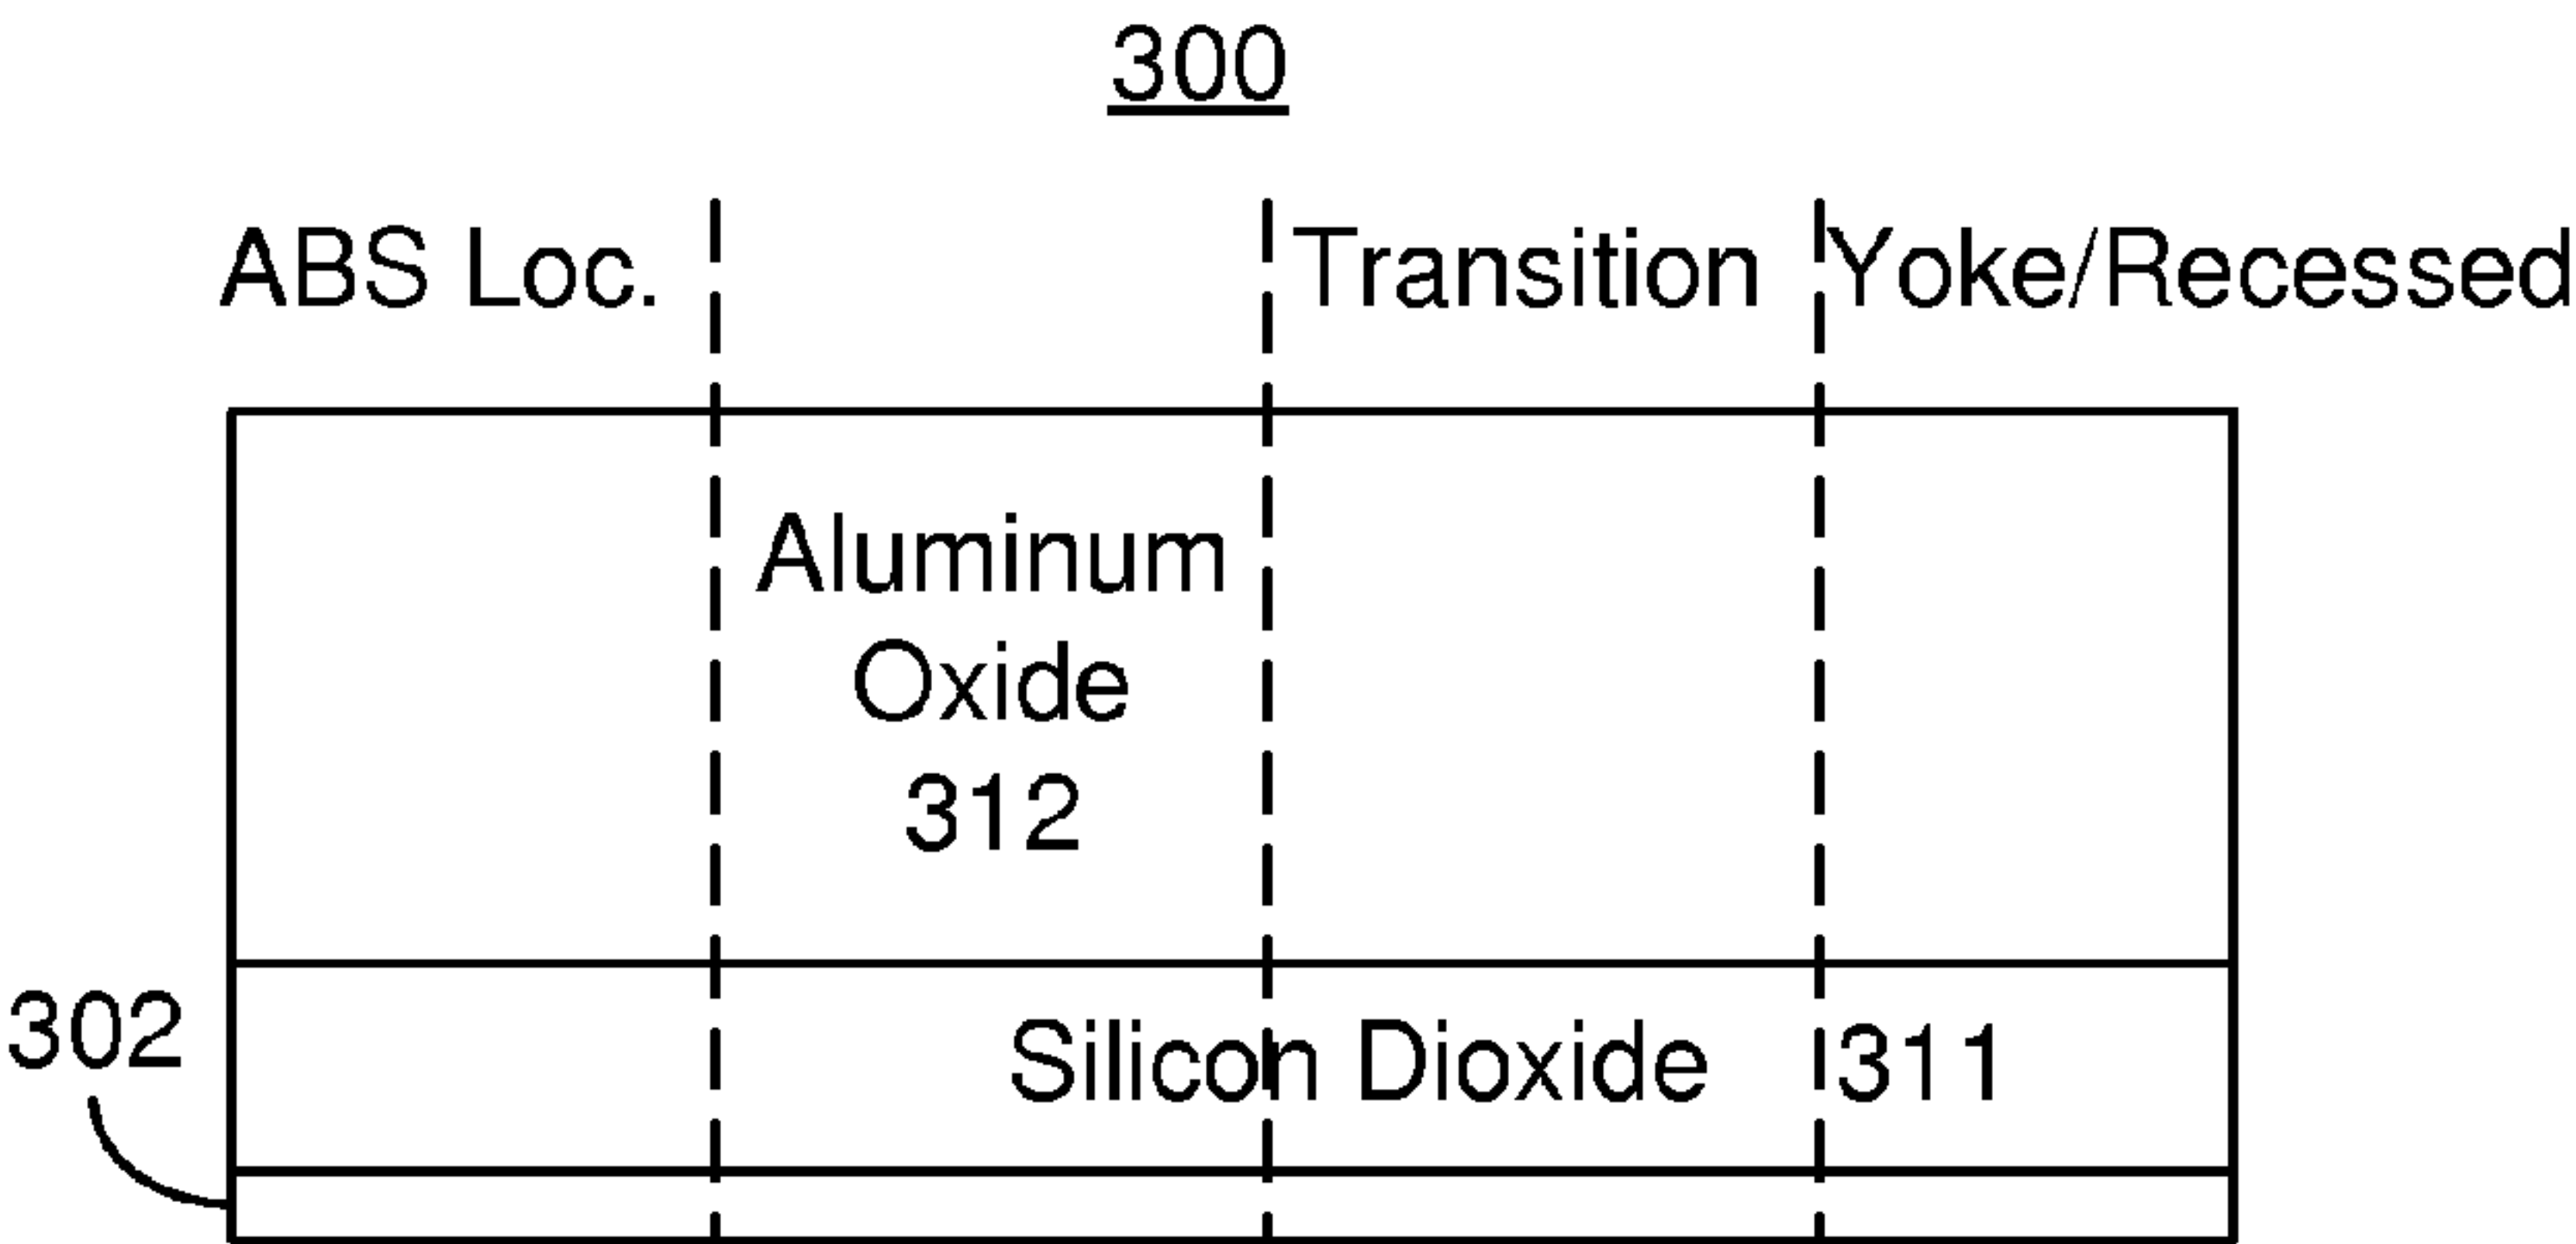 300
ABS Loc. Transition Yoke/Recessed
Aluminum
Oxide
312
302
Silicon Dioxide 311